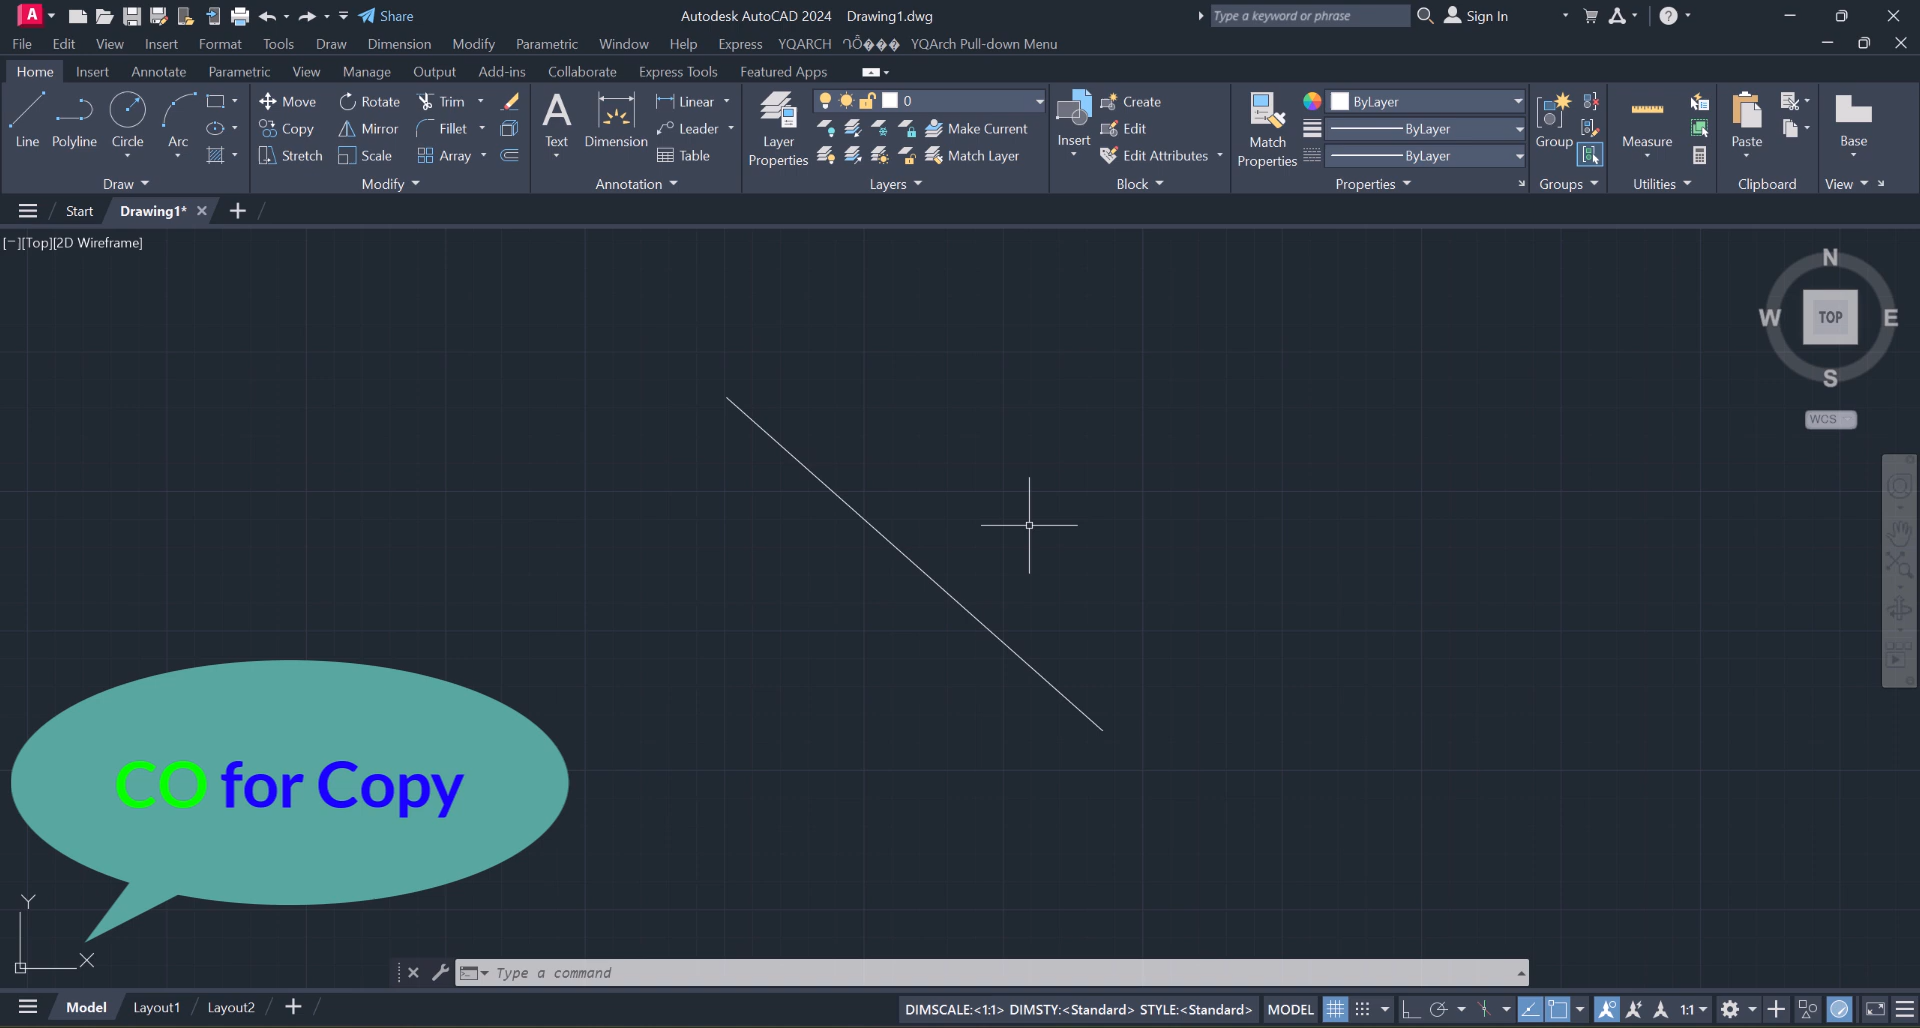 A Share Autodesk AutoCAD 2024 Drawing1.dwg Type a keyword or phrase Sign In
File Edit View Insert Format Tools Draw Dimension Modify Parametric Window Help Express YQARCH YQArch Pull-down Menu
Home Insert Annotate Parametric View Manage Output Add-ins Collaborate Express Tools Featured Apps
Line Polyline Circle Arc
Draw
Move Rotate Trim
Copy Mirror Fillet
Stretch Scale Array
Modify
A
Text Dimension
Linear
Leader
Table
Annotation
Layer
Properties
0
Make Current
Match Layer
Layers
Insert
Create
Edit
Edit Attributes
Block
Match
Properties
ByLayer
ByLayer
ByLayer
Properties
Group
Groups
Measure
Utilities
Paste
Clipboard
Base
View
Start Drawing1* +
[−][Top][2D Wireframe]
N
W TOP E
S
WCS
CO for Copy
Y
X
Type a command
Model Layout1 Layout2 + DIMSCALE:<1:1> DIMSTY:<Standard> STYLE:<Standard> MODEL 1:1